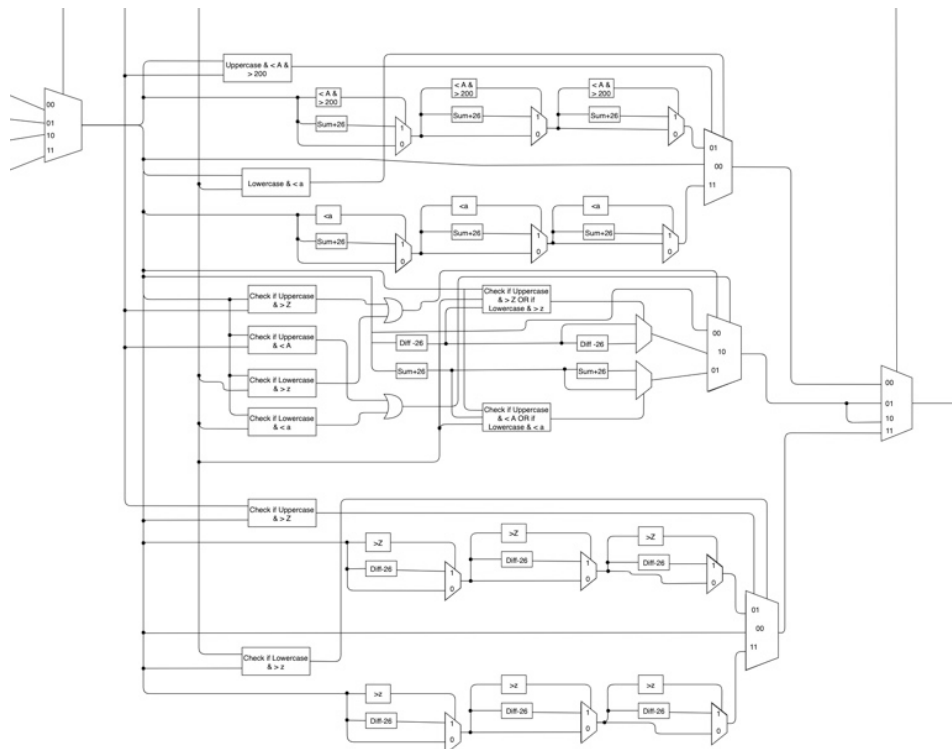 00
01
10
11
Uppercase & < A &
> 200
< A &
> 200
Sum+26
1
0
< A &
> 200
Sum+26
1
0
< A &
> 200
Sum+26
1
0
01
00
11
Lowercase & < a
<a
Sum+26
1
0
<a
Sum+26
1
0
<a
Sum+26
1
0
Check if Uppercase
& > Z
Check if Uppercase
& < A
Check if Lowercase
& > z
Check if Lowercase
& < a
Check if Uppercase
& > Z OR if
Lowercase & > z
Diff -26
Diff -26
Sum+26
Sum+26
Check if Uppercase
& < A OR if
Lowercase & < a
00
10
01
00
01
10
11
Check if Uppercase
& > Z
>Z
Diff-26
1
0
>Z
Diff-26
1
0
>Z
Diff-26
1
0
01
00
11
Check if Lowercase
& > z
>z
Diff-26
1
0
>z
Diff-26
1
0
>z
Diff-26
1
0